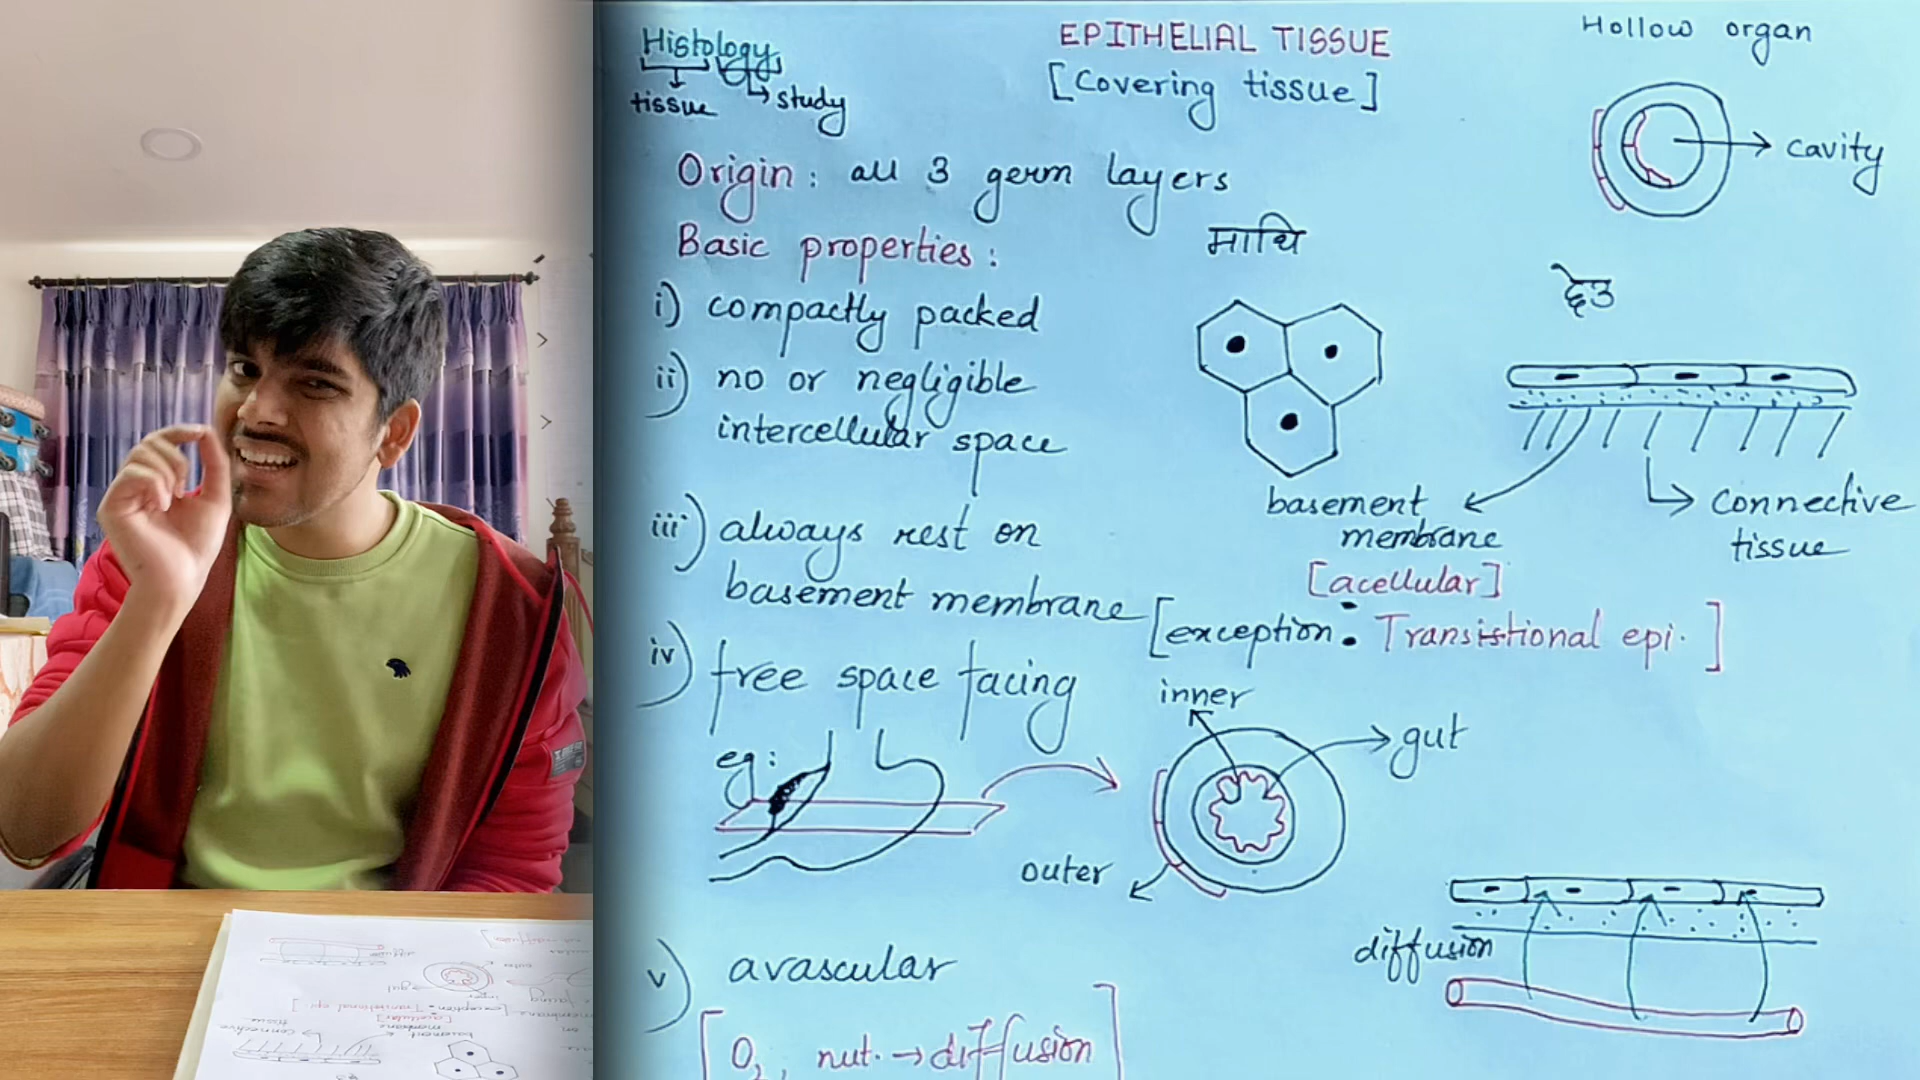 Histology
tissue
study
EPITHELIAL TISSUE
[Covering tissue]
Hollow organ
cavity
Origin: all 3 germ layers
Basic properties:
माथि
देउ
i) compactly packed
ii) no or negligible
intercellular space
basement
membrane
[acellular]
connective
tissue
iii) always rest on
basement membrane [exception: Transistional epi.]
iv) free space facing
eg:
inner
gut
outer
v) avascular
[O2, nut. → diffusion]
diffusion